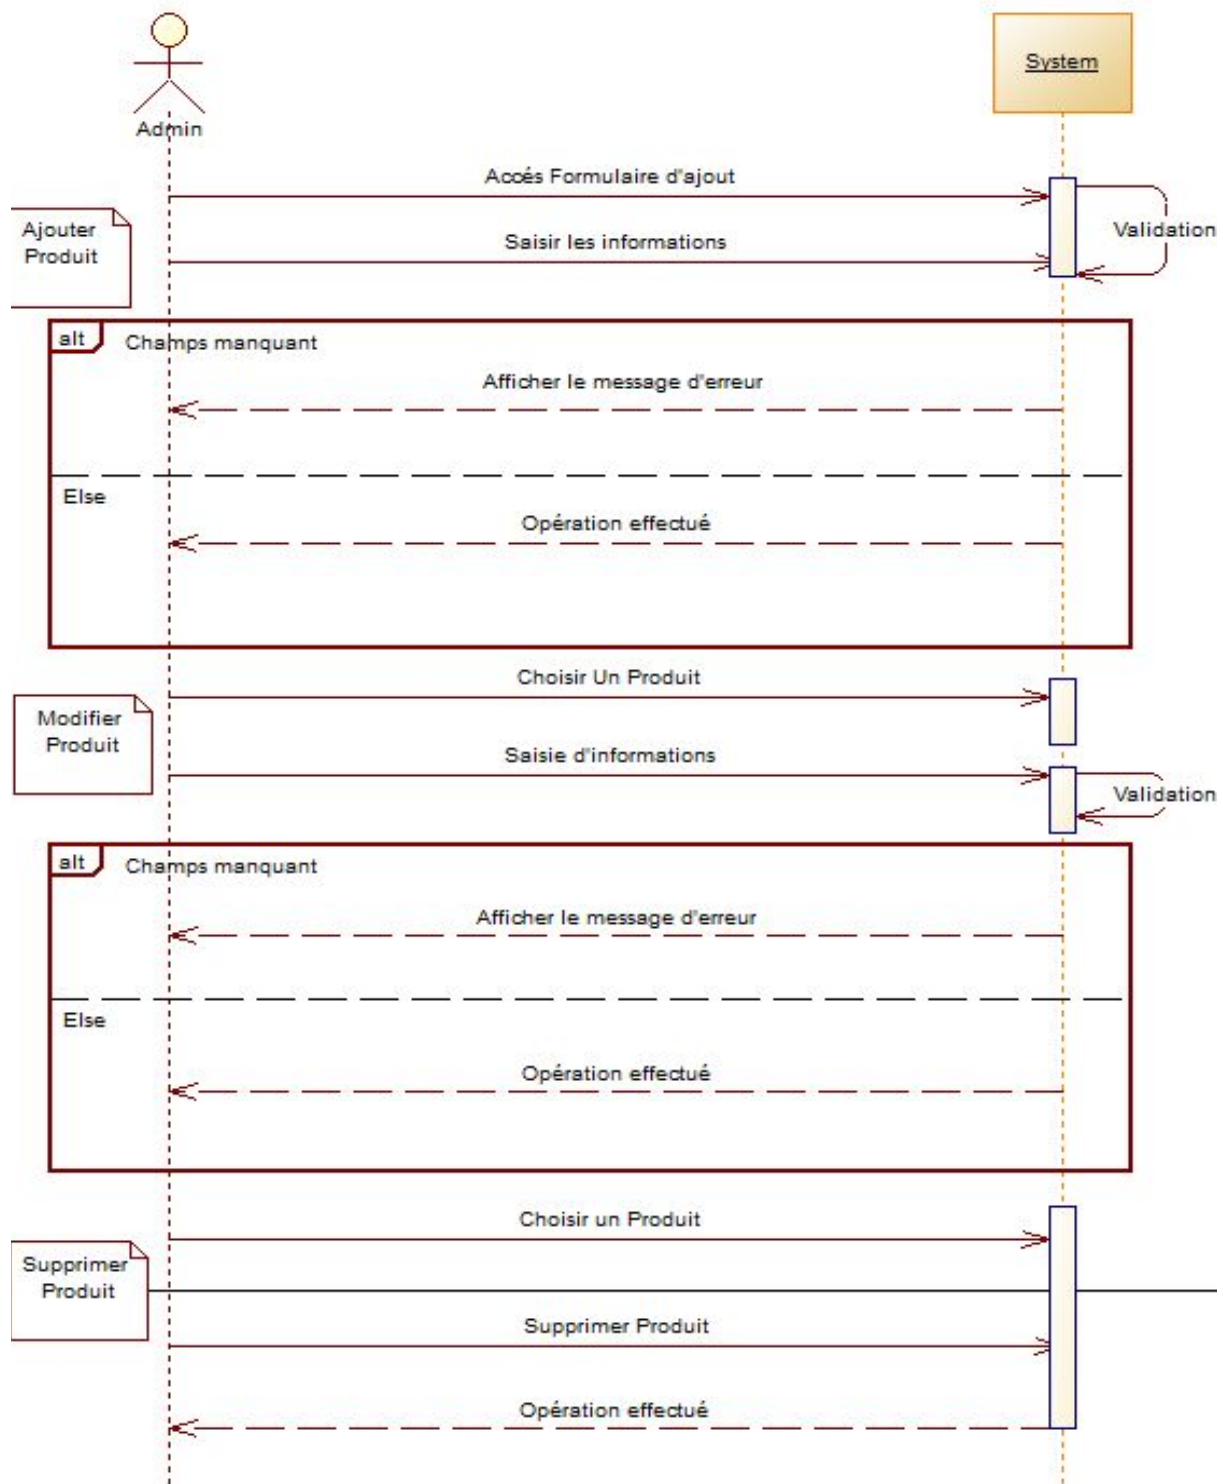 System
Admin
Accés Formulaire d'ajout
Ajouter
Produit
Validation
Saisir les informations
alt
Champs manquant
Afficher le message d'erreur
Else
Opération effectué
Choisir Un Produit
Modifier
Produit
Saisie d'informations
Validation
alt
Champs manquant
Afficher le message d'erreur
Else
Opération effectué
Choisir un Produit
Supprimer
Produit
Supprimer Produit
Opération effectué